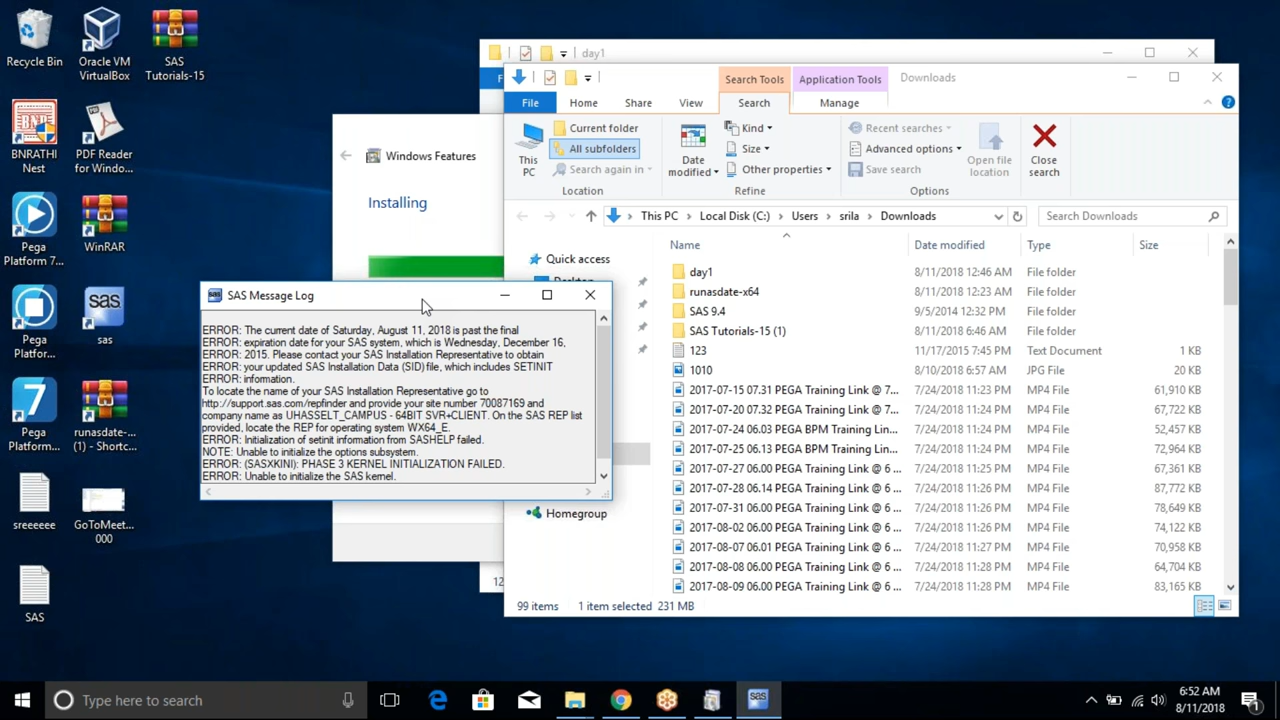 Recycle Bin
Oracle VM
VirtualBox
SAS
Tutorials-15
BNRATHI
Nest
PDF Reader
for Windo...
Pega
Platform 7...
WinRAR
Pega
Platfor...
sas
sas
Pega
Platform...
7
runasdate-...
(1) - Shortc...
sreeeeee
GoToMeet...
000
SAS
day1
Windows Features
Installing
Search Tools
Application Tools
Downloads
File
Home
Share
View
Search
Manage
This
PC
Current folder
All subfolders
Search again in
Location
Date
modified
Kind
Size
Other properties
Refine
Recent searches
Advanced options
Save search
Options
Open file
location
Close
search
This PC
Local Disk (C:)
Users
srila
Downloads
Search Downloads
Name
Date modified
Type
Size
Quick access
Homegroup
day1 8/11/2018 12:46 AM File folder
runasdate-x64 8/11/2018 12:23 AM File folder
SAS 9.4 9/5/2014 12:32 PM File folder
SAS Tutorials-15 (1) 8/11/2018 6:46 AM File folder
123 11/17/2015 7:45 PM Text Document 1 KB
1010 8/10/2018 6:57 AM JPG File 20 KB
2017-07-15 07.31 PEGA Training Link @ 7... 7/24/2018 11:23 PM MP4 File 61,910 KB
2017-07-20 07.32 PEGA Training Link @ 7... 7/24/2018 11:24 PM MP4 File 67,722 KB
2017-07-24 06.03 PEGA BPM Training Lin... 7/24/2018 11:24 PM MP4 File 52,457 KB
2017-07-25 06.13 PEGA BPM Training Lin... 7/24/2018 11:25 PM MP4 File 72,964 KB
2017-07-27 06.00 PEGA Training Link @ 6 ... 7/24/2018 11:25 PM MP4 File 67,361 KB
2017-07-28 06.14 PEGA Training Link @ 6 ... 7/24/2018 11:26 PM MP4 File 87,772 KB
2017-07-31 06.00 PEGA Training Link @ 6 ... 7/24/2018 11:26 PM MP4 File 78,649 KB
2017-08-02 06.00 PEGA Training Link @ 6 ... 7/24/2018 11:26 PM MP4 File 74,122 KB
2017-08-07 06.01 PEGA Training Link @ 6 ... 7/24/2018 11:27 PM MP4 File 70,958 KB
2017-08-08 06.00 PEGA Training Link @ 6 ... 7/24/2018 11:28 PM MP4 File 64,704 KB
2017-08-09 06.00 PEGA Training Link @ 6 ... 7/24/2018 11:28 PM MP4 File 83,165 KB
99 items
1 item selected 231 MB
SAS Message Log
ERROR: The current date of Saturday, August 11, 2018 is past the final
ERROR: expiration date for your SAS system, which is Wednesday, December 16,
ERROR: 2015. Please contact your SAS Installation Representative to obtain
ERROR: your updated SAS Installation Data (SID) file, which includes SETINIT
ERROR: information.
To locate the name of your SAS Installation Representative go to
http://support.sas.com/repfinder and provide your site number 70087169 and
company name as UHASSELT_CAMPUS - 64BIT SVR+CLIENT. On the SAS REP list
provided, locate the REP for operating system WX64_E.
ERROR: Initialization of setinit information from SASHELP failed.
NOTE: Unable to initialize the options subsystem.
ERROR: (SASXKINI): PHASE 3 KERNEL INITIALIZATION FAILED.
ERROR: Unable to initialize the SAS kernel.
Type here to search
6:52 AM
8/11/2018